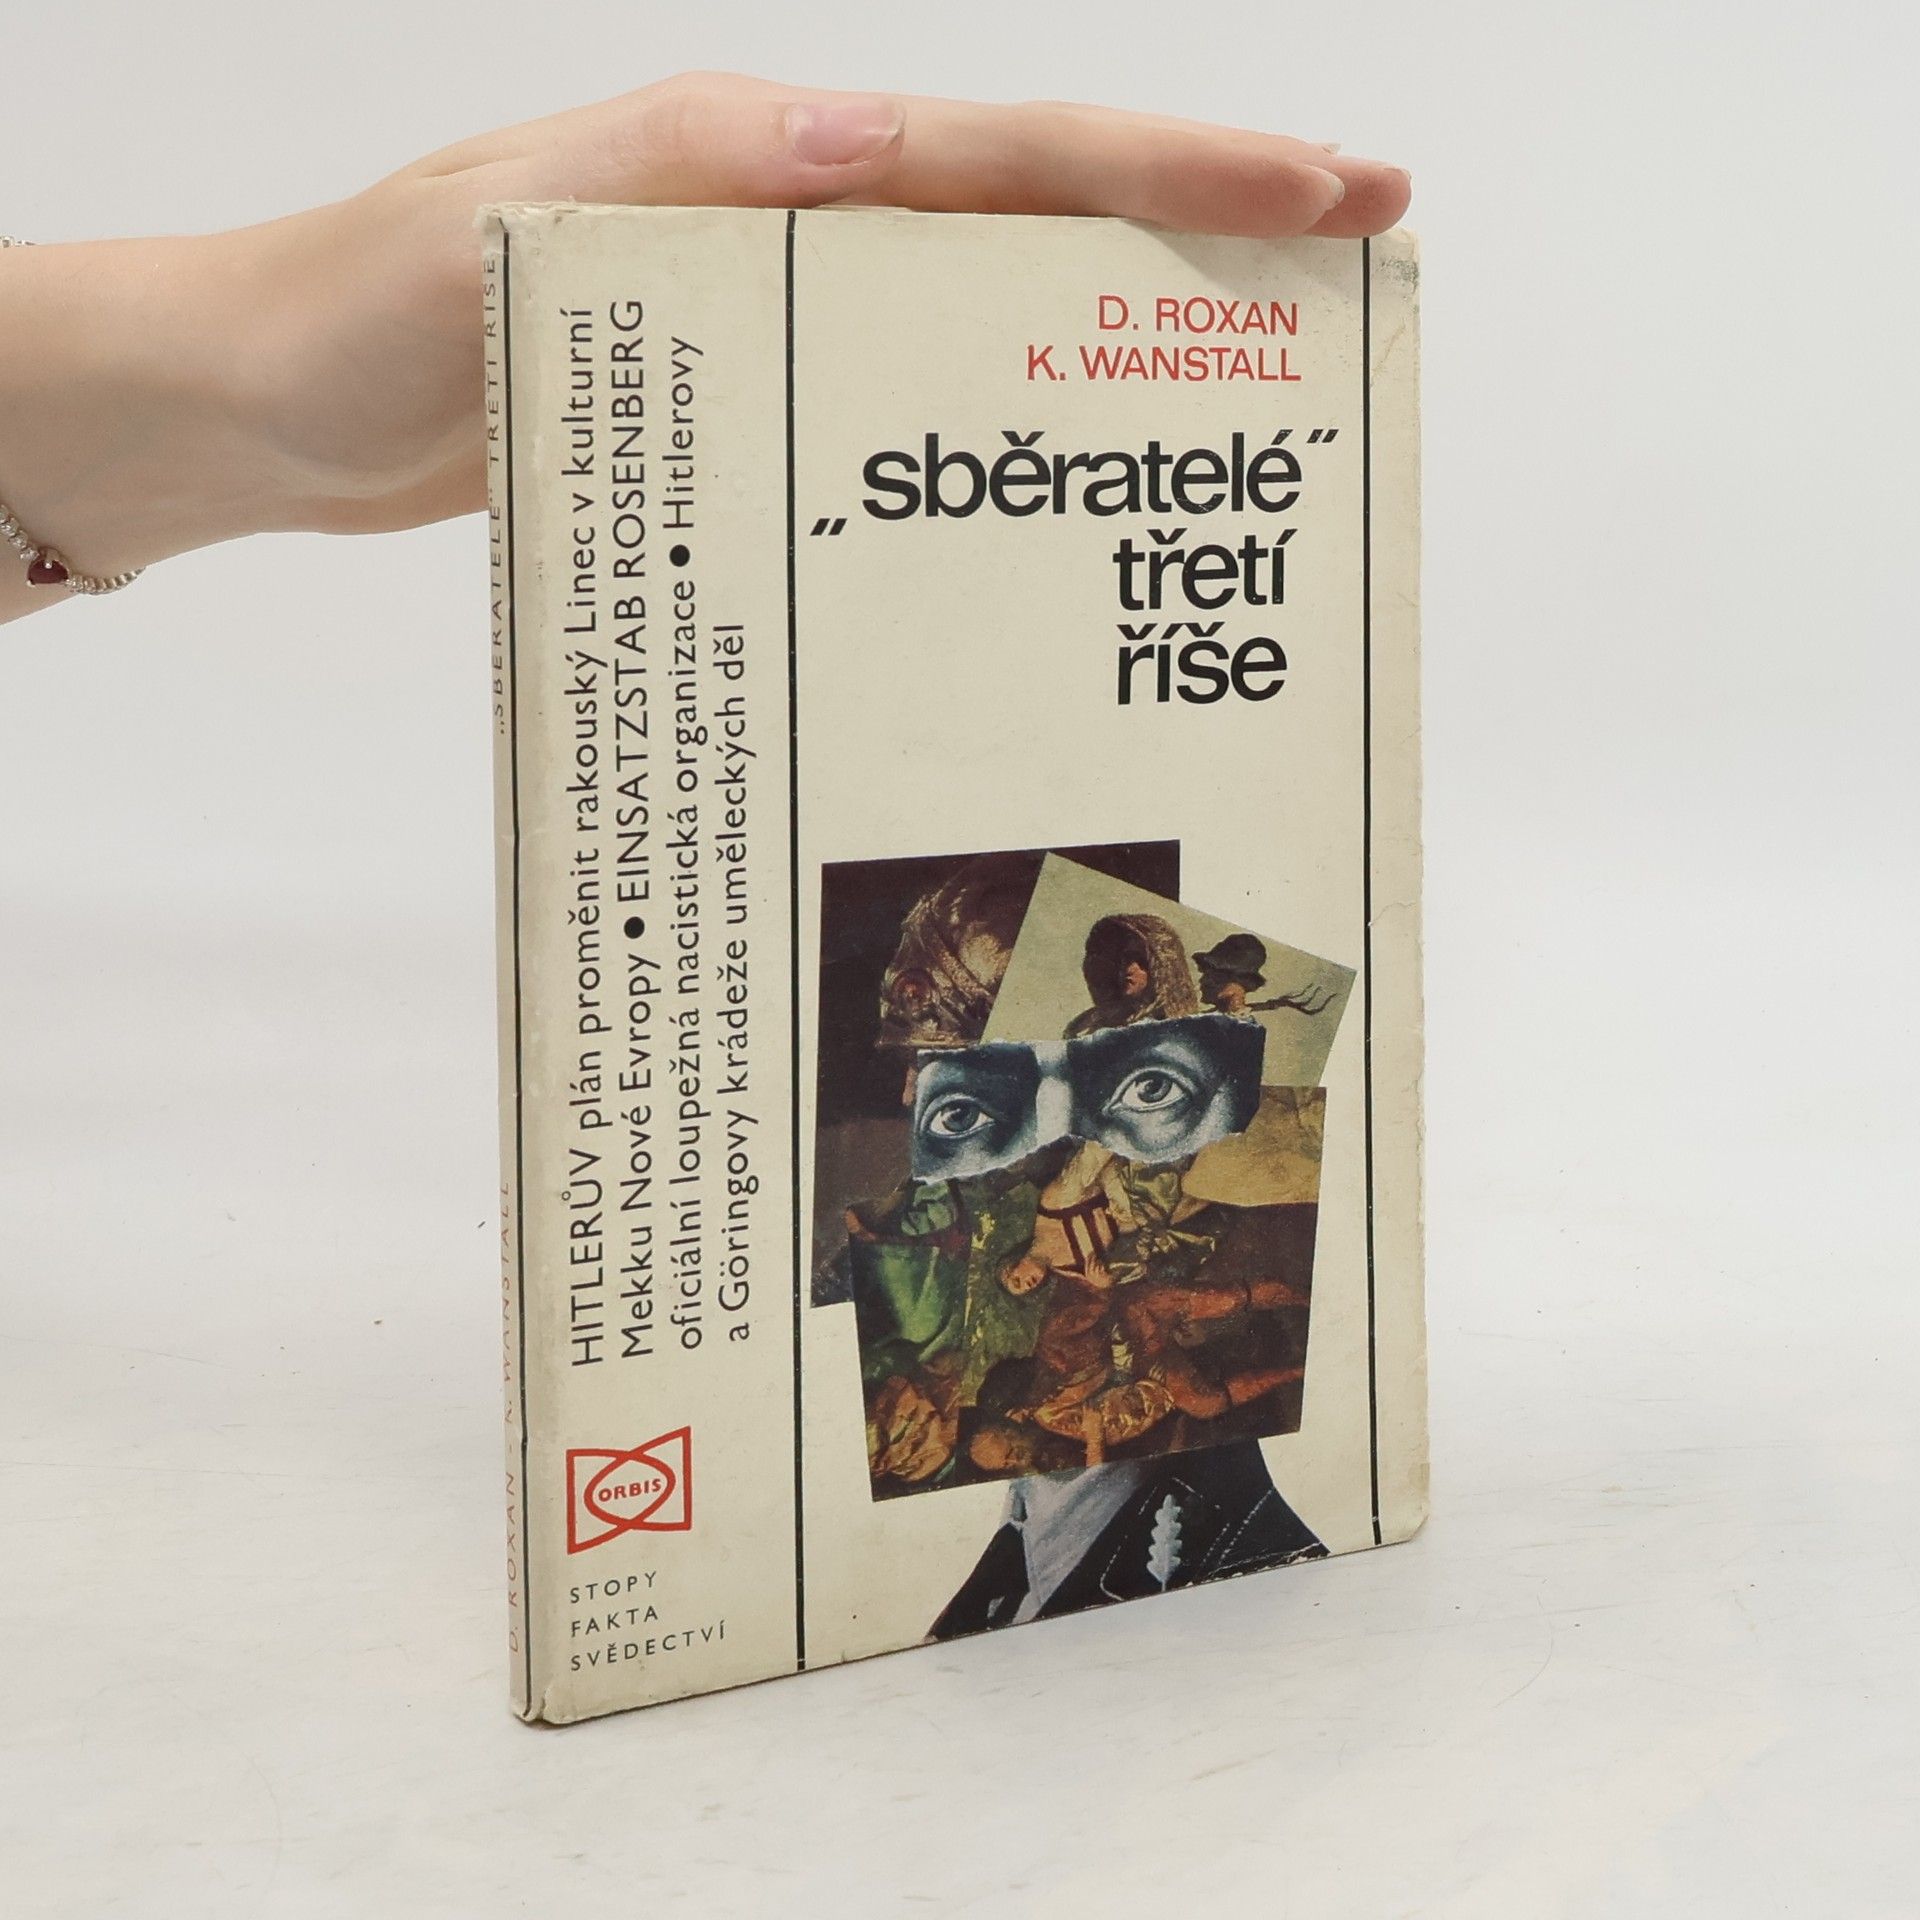 D. ROXAN
K. WANSTALL
„sběratelé”
třetí
říše
HITLERŮV plán proměnit rakouský Linec v kulturní
Mekku Nové Evropy ● EINSATZSTAB ROSENBERG
oficiální loupežná nacistická organizace ● Hitlerovy
a Göringovy krádeže uměleckých děl
ORBIS
STOPY
FAKTA
SVĚDECTVÍ
D. ROXAN - K. WANSTALL „SBĚRATELÉ” TŘETÍ ŘÍŠE